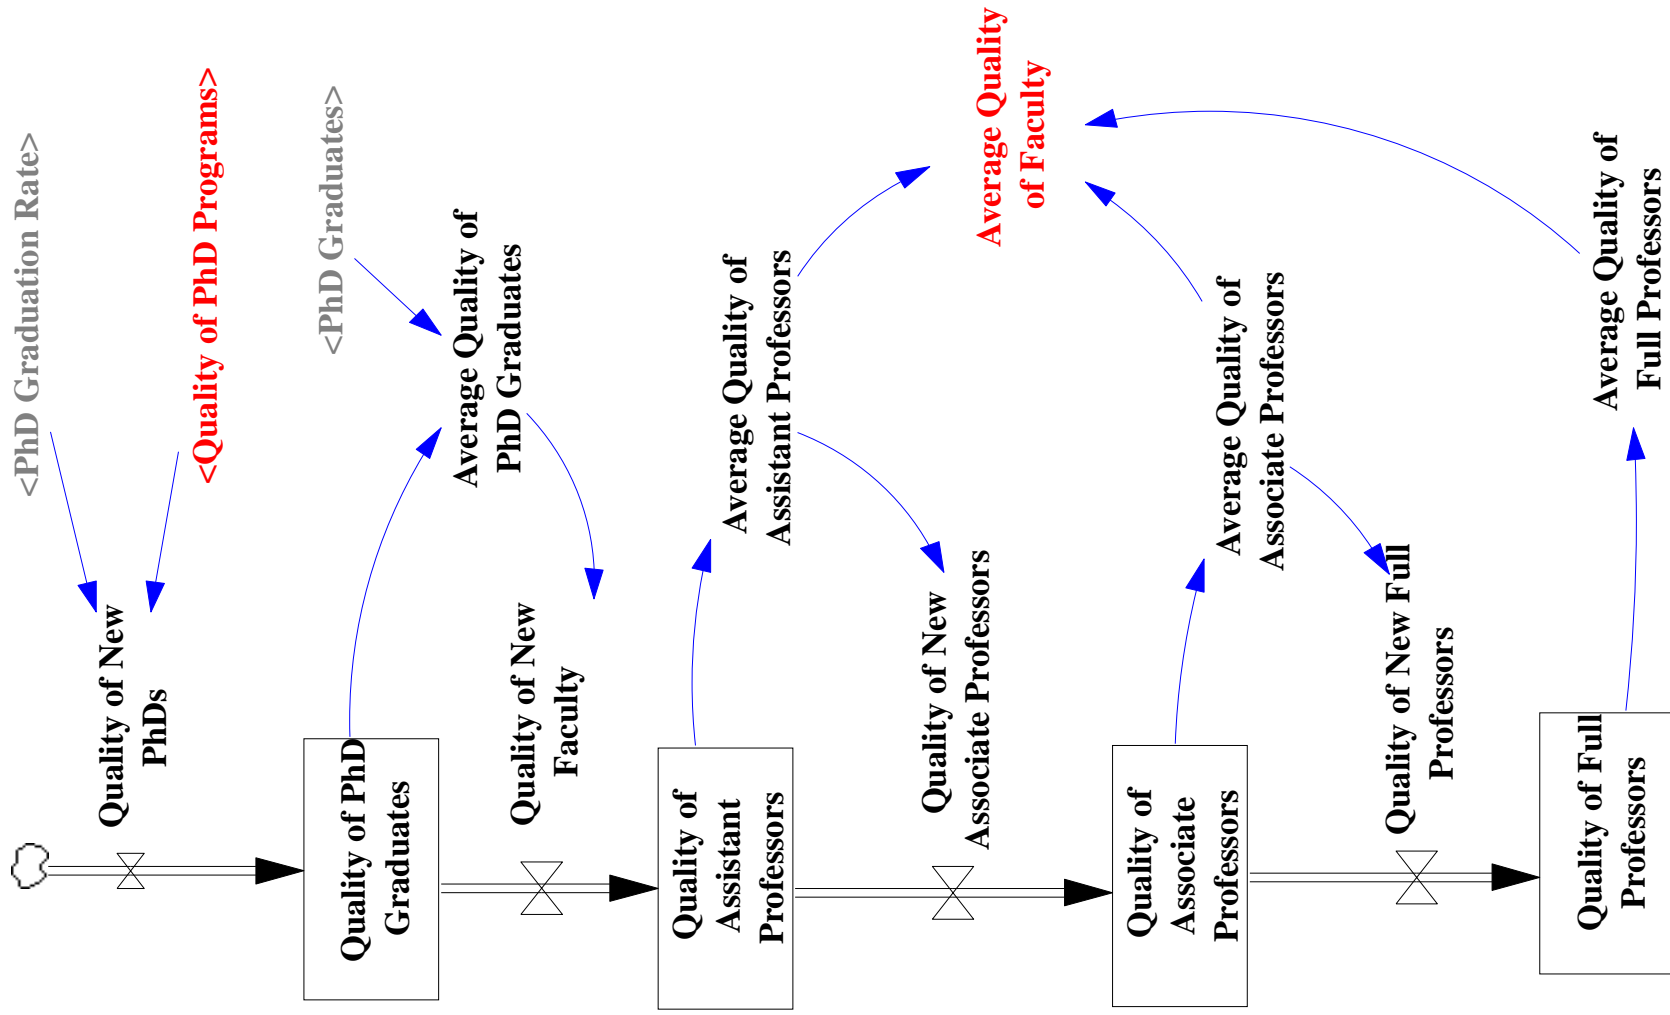 <PhD Graduation Rate>
<Quality of PhD Programs>
Quality of New
PhDs
<PhD Graduates>
Quality of PhD
Graduates
Average Quality of
PhD Graduates
Quality of New
Faculty
Quality of
Assistant
Professors
Average Quality of
Assistant Professors
Average Quality
of Faculty
Quality of New
Associate Professors
Quality of
Associate
Professors
Average Quality of
Associate Professors
Quality of New Full
Professors
Quality of Full
Professors
Average Quality of
Full Professors